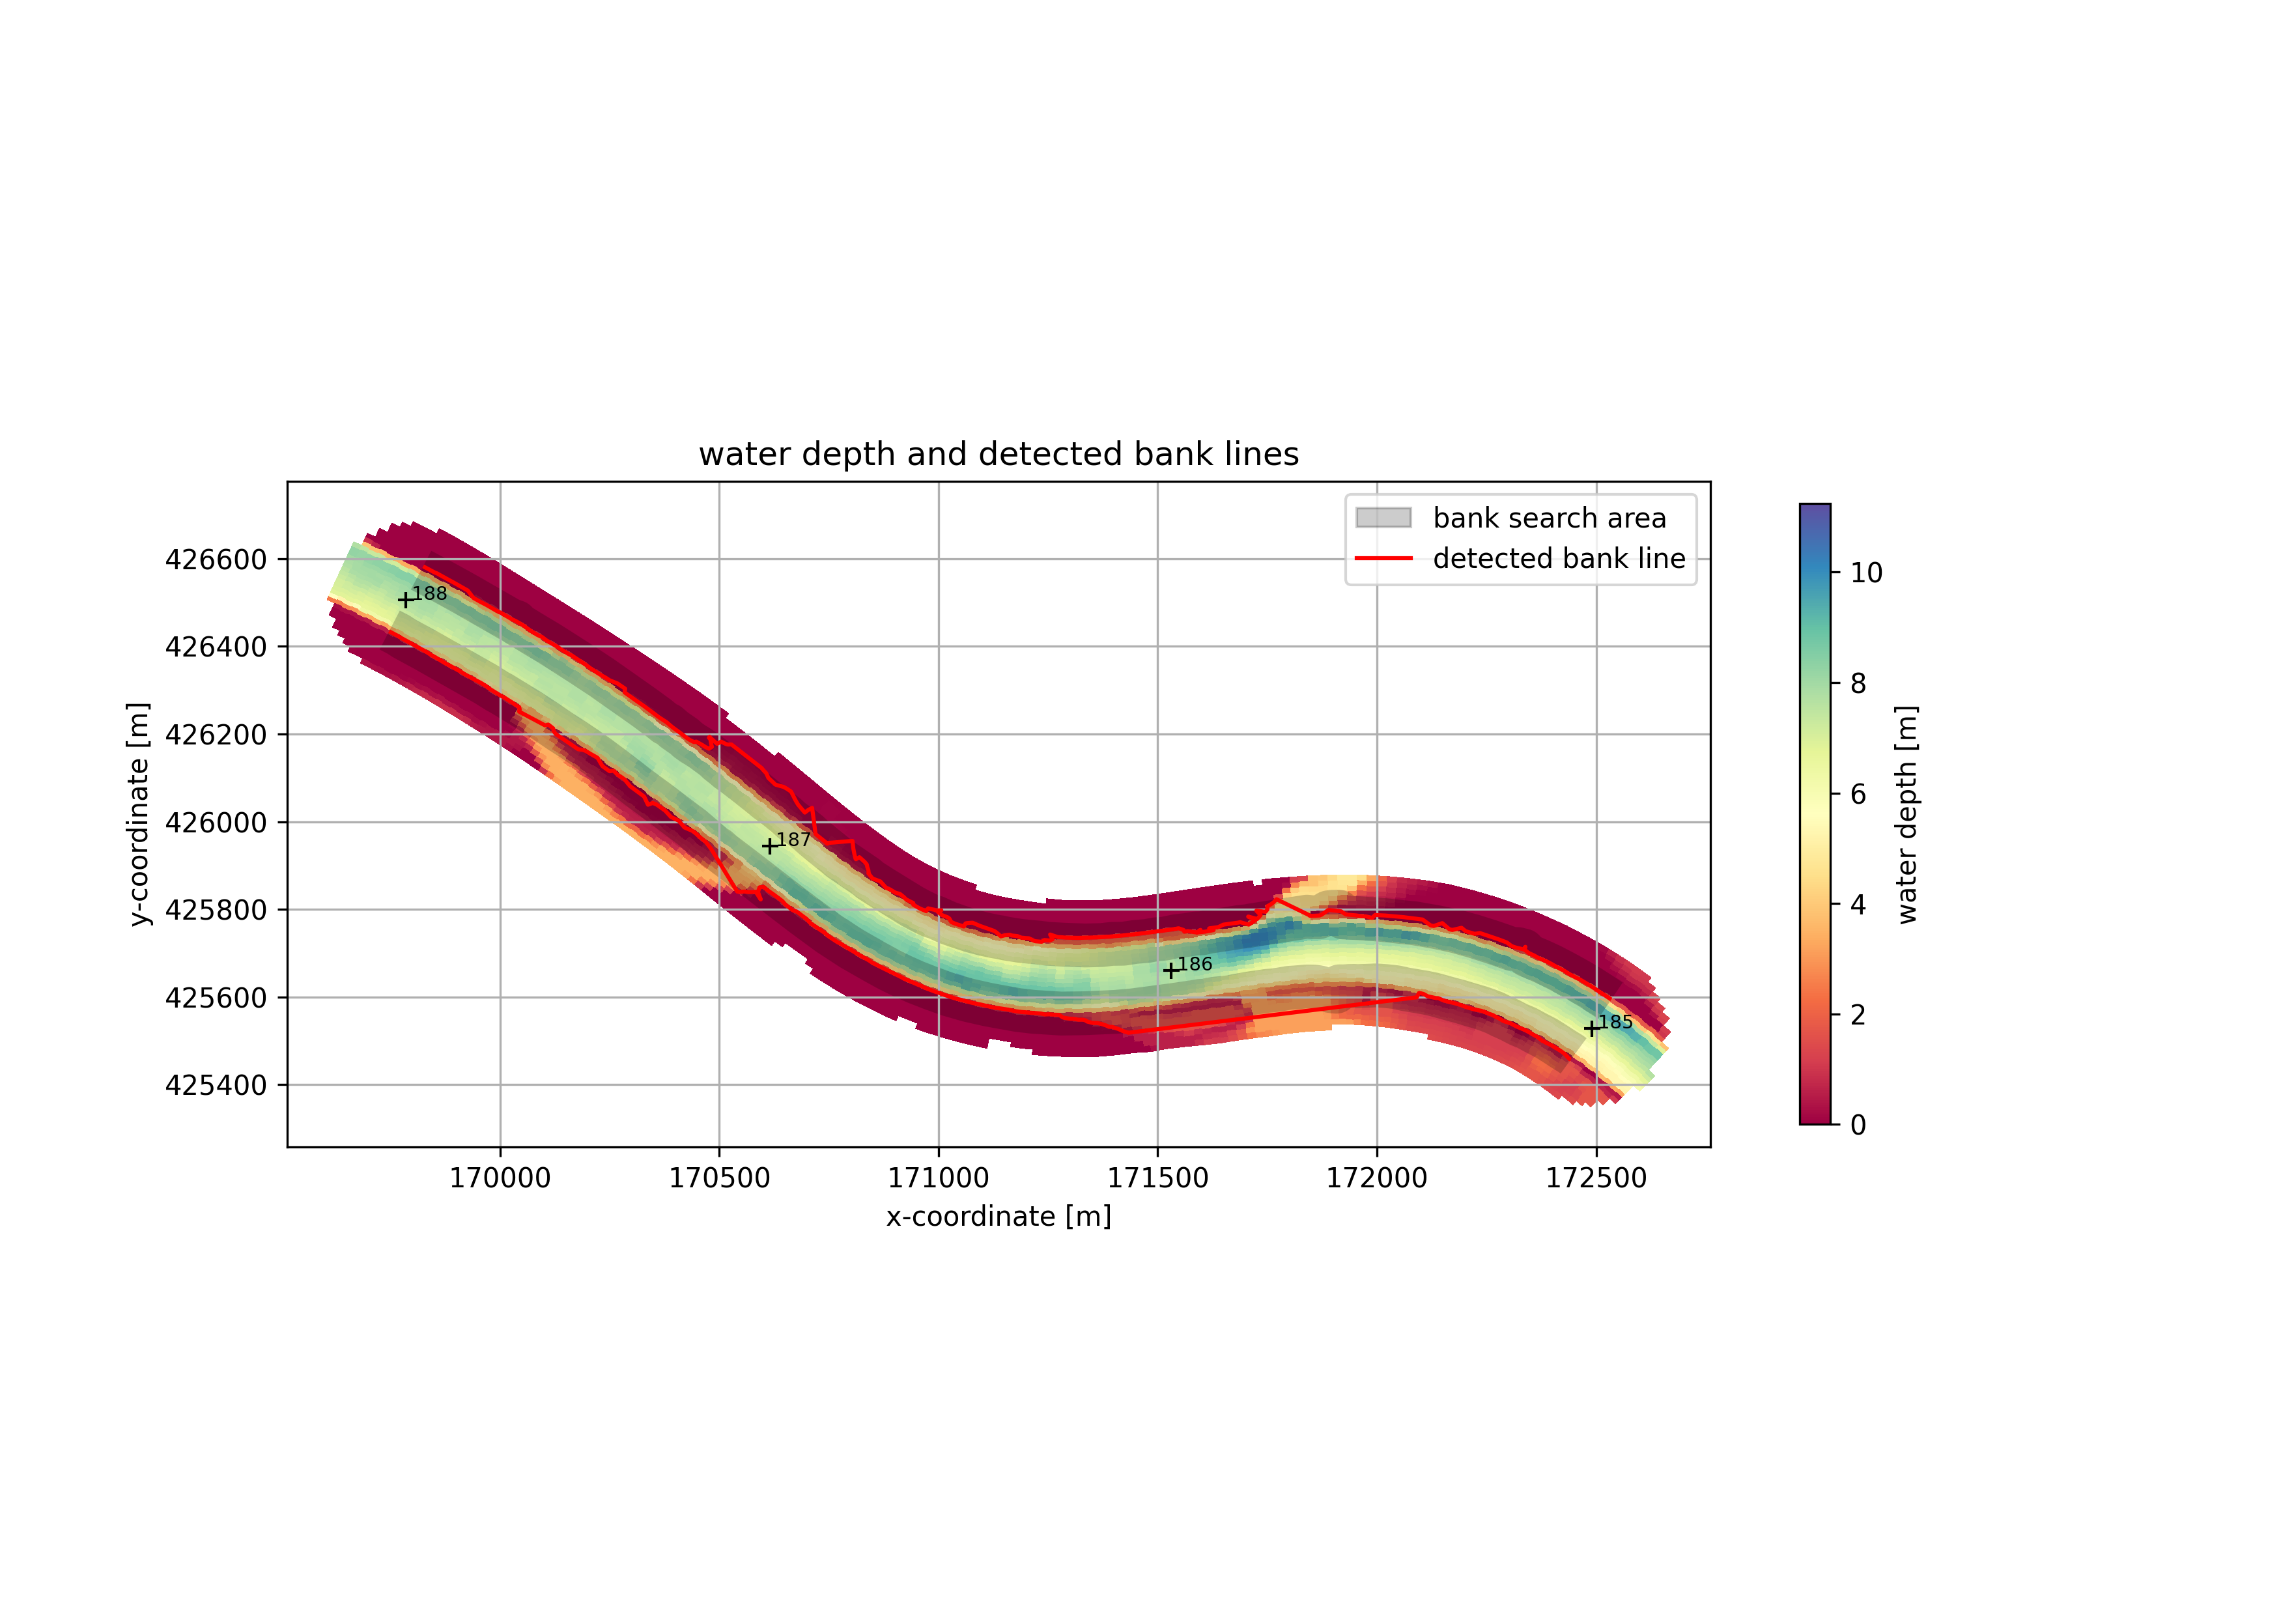 water depth and detected bank lines
bank search area
detected bank line
426600
426400
426200
426000
425800
425600
425400
y-coordinate [m]
188
187
186
185
170000 170500 171000 171500 172000 172500
x-coordinate [m]
10
8
6
4
2
0
water depth [m]